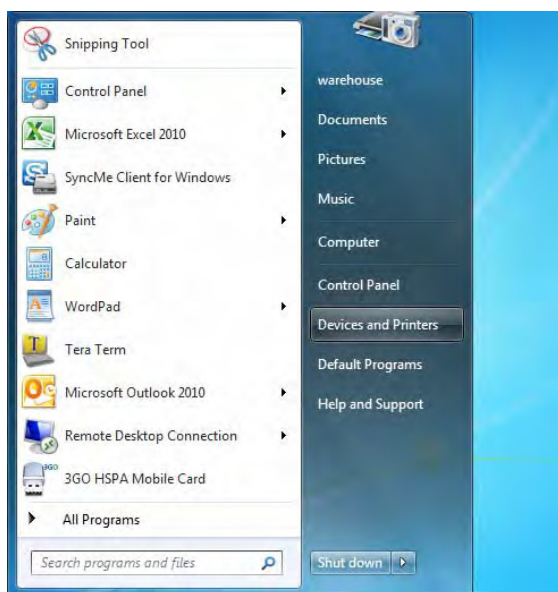 Snipping Tool
Control Panel
Microsoft Excel 2010
SyncMe Client for Windows
Paint
Calculator
WordPad
Tera Term
Microsoft Outlook 2010
Remote Desktop Connection
3GO
3GO HSPA Mobile Card
All Programs
Search programs and files
warehouse
Documents
Pictures
Music
Computer
Control Panel
Devices and Printers
Default Programs
Help and Support
Shut down